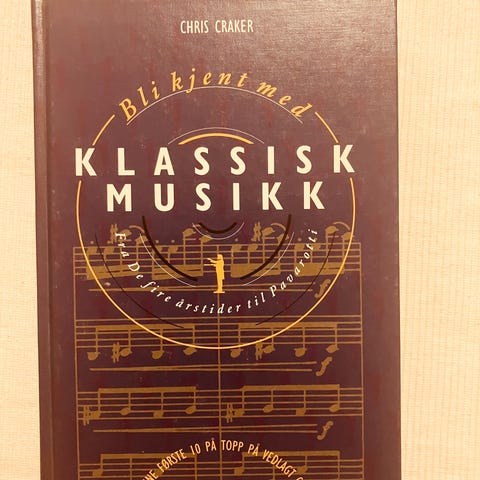 CHRIS CRAKER
Bli kjent med
KLASSISK
MUSIKK
Fra De fire årstider til Pavarotti
FØRSTE 10 PÅ TOPP PÅ VEDLAGT